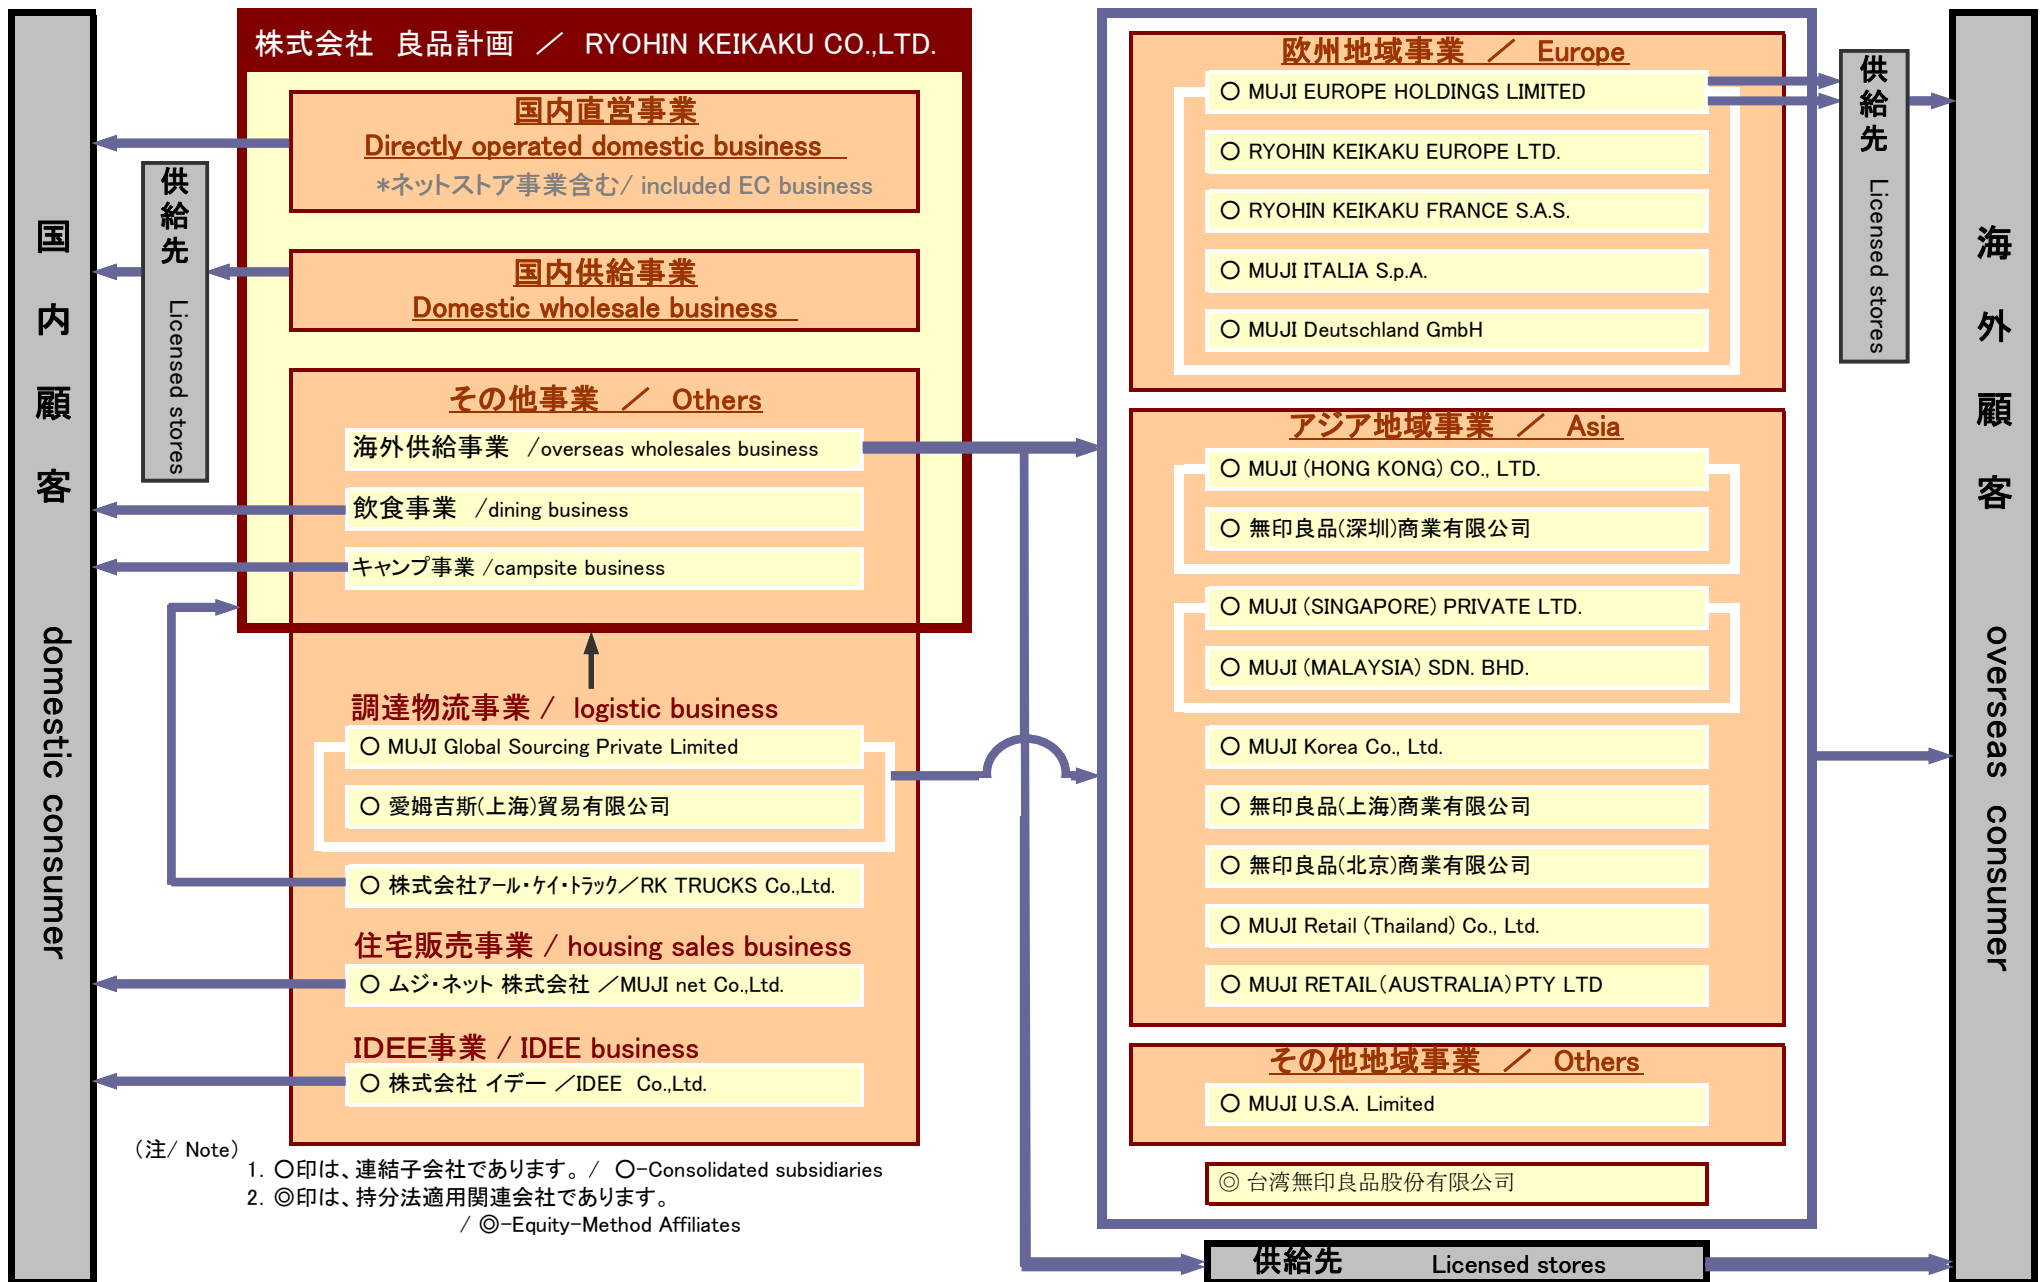 国内顧客 domestic consumer
供給先 Licensed stores
株式会社 良品計画 ／ RYOHIN KEIKAKU CO.,LTD.
国内直営事業
Directly operated domestic business
*ネットストア事業含む/ included EC business
国内供給事業
Domestic wholesale business
その他事業 ／ Others
海外供給事業 /overseas wholesales business
飲食事業 /dining business
キャンプ事業 /campsite business
調達物流事業 / logistic business
○ MUJI Global Sourcing Private Limited
○ 愛姆吉斯(上海)貿易有限公司
○ 株式会社アール・ケイ・トラック／RK TRUCKS Co.,Ltd.
住宅販売事業 / housing sales business
○ ムジ・ネット 株式会社 ／MUJI net Co.,Ltd.
IDEE事業 / IDEE business
○ 株式会社 イデー ／IDEE Co.,Ltd.
（注/ Note）
1. ○印は、連結子会社であります。 / ○-Consolidated subsidiaries
2. ◎印は、持分法適用関連会社であります。
/ ◎-Equity-Method Affiliates
欧州地域事業 ／ Europe
○ MUJI EUROPE HOLDINGS LIMITED
○ RYOHIN KEIKAKU EUROPE LTD.
○ RYOHIN KEIKAKU FRANCE S.A.S.
○ MUJI ITALIA S.p.A.
○ MUJI Deutschland GmbH
アジア地域事業 ／ Asia
○ MUJI (HONG KONG) CO., LTD.
○ 無印良品(深圳)商業有限公司
○ MUJI (SINGAPORE) PRIVATE LTD.
○ MUJI (MALAYSIA) SDN. BHD.
○ MUJI Korea Co., Ltd.
○ 無印良品(上海)商業有限公司
○ 無印良品(北京)商業有限公司
○ MUJI Retail (Thailand) Co., Ltd.
○ MUJI RETAIL（AUSTRALIA）PTY LTD
その他地域事業 ／ Others
○ MUJI U.S.A. Limited
◎ 台湾無印良品股份有限公司
供給先 Licensed stores
供給先 Licensed stores
海外顧客 overseas consumer